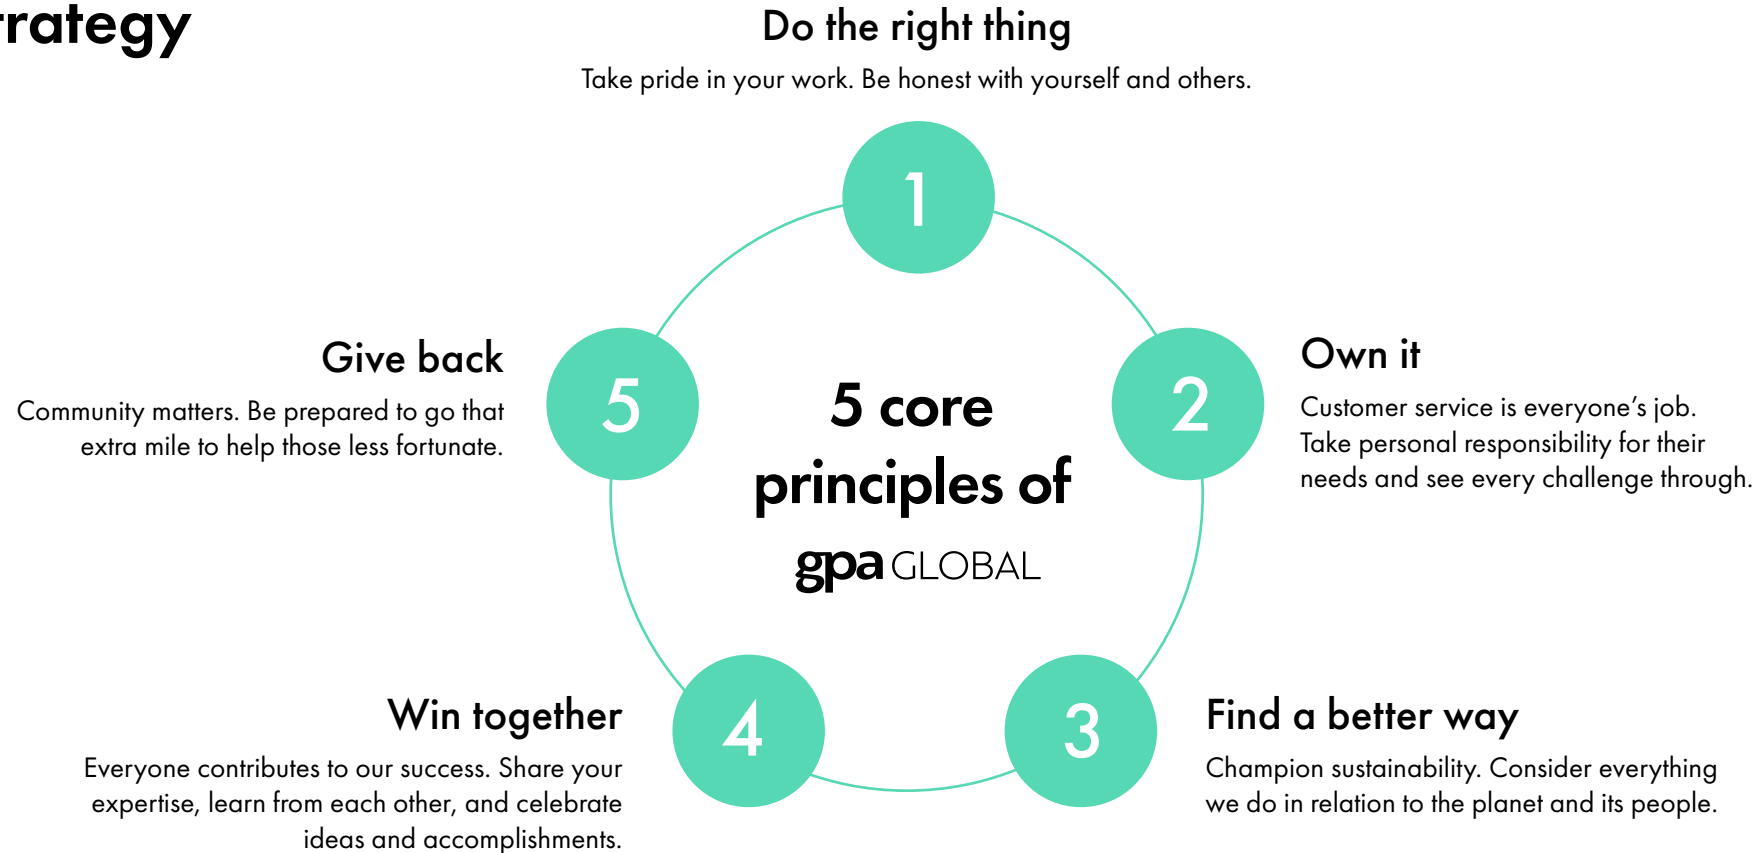 trategy
Do the right thing
Take pride in your work. Be honest with yourself and others.
1
Own it
Customer service is everyone’s job.
Take personal responsibility for their
needs and see every challenge through.
2
Find a better way
Champion sustainability. Consider everything
we do in relation to the planet and its people.
3
Win together
Everyone contributes to our success. Share your
expertise, learn from each other, and celebrate
ideas and accomplishments.
4
Give back
Community matters. Be prepared to go that
extra mile to help those less fortunate.
5
5 core
principles of
gpa GLOBAL